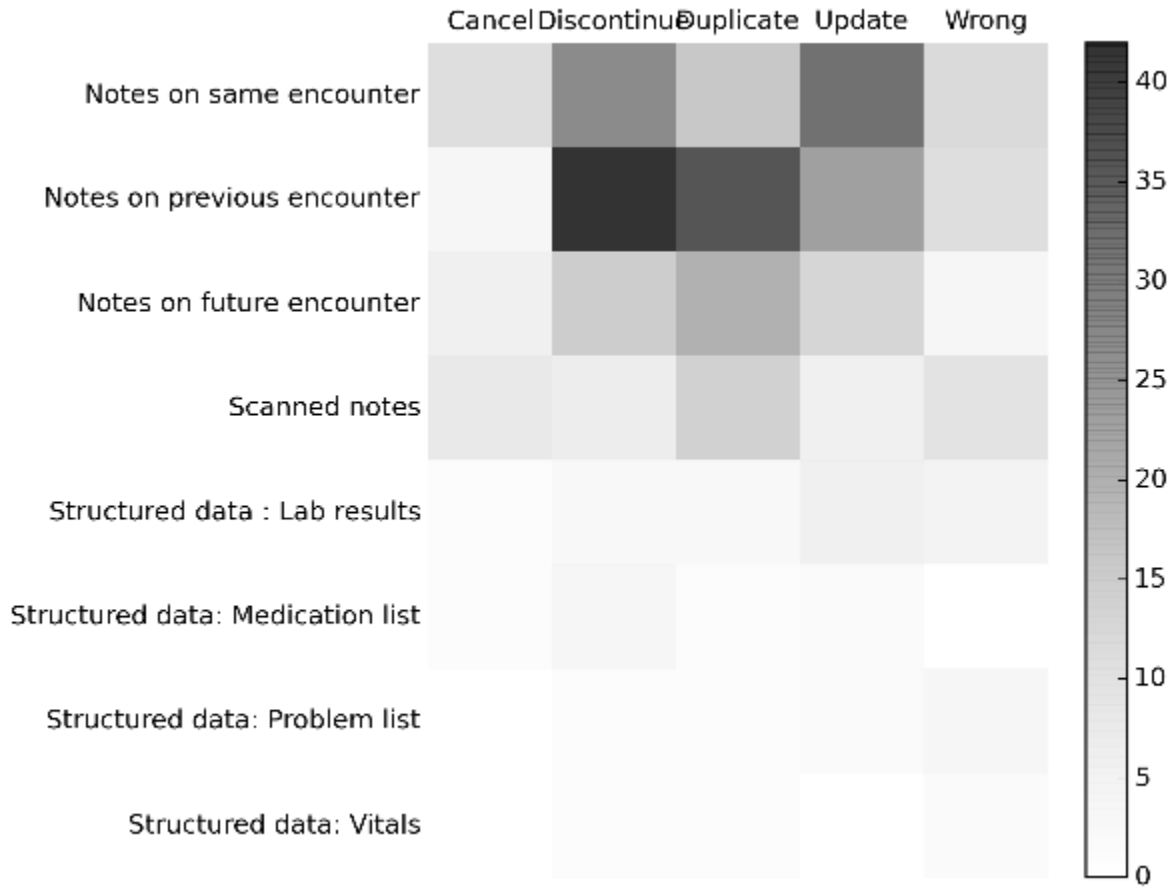 Cancel Discontinue Duplicate Update Wrong
Notes on same encounter
Notes on previous encounter
Notes on future encounter
Scanned notes
Structured data : Lab results
Structured data: Medication list
Structured data: Problem list
Structured data: Vitals
40
35
30
25
20
15
10
5
0